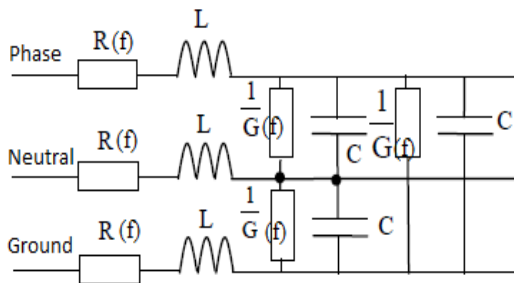 L
R(f)
Phase
1
G(f)
C
1
G(f)
C
L
R(f)
Neutral
1
G(f)
C
L
R(f)
Ground